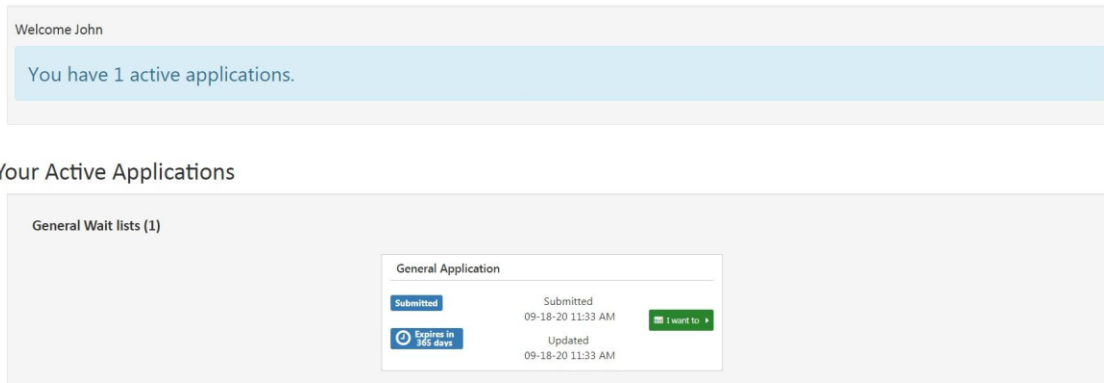 Welcome John
You have 1 active applications.
Your Active Applications
General Wait lists (1)
General Application
Submitted
Submitted
09-18-20 11:33 AM
I want to
Expires in
365 days
Updated
09-18-20 11:33 AM